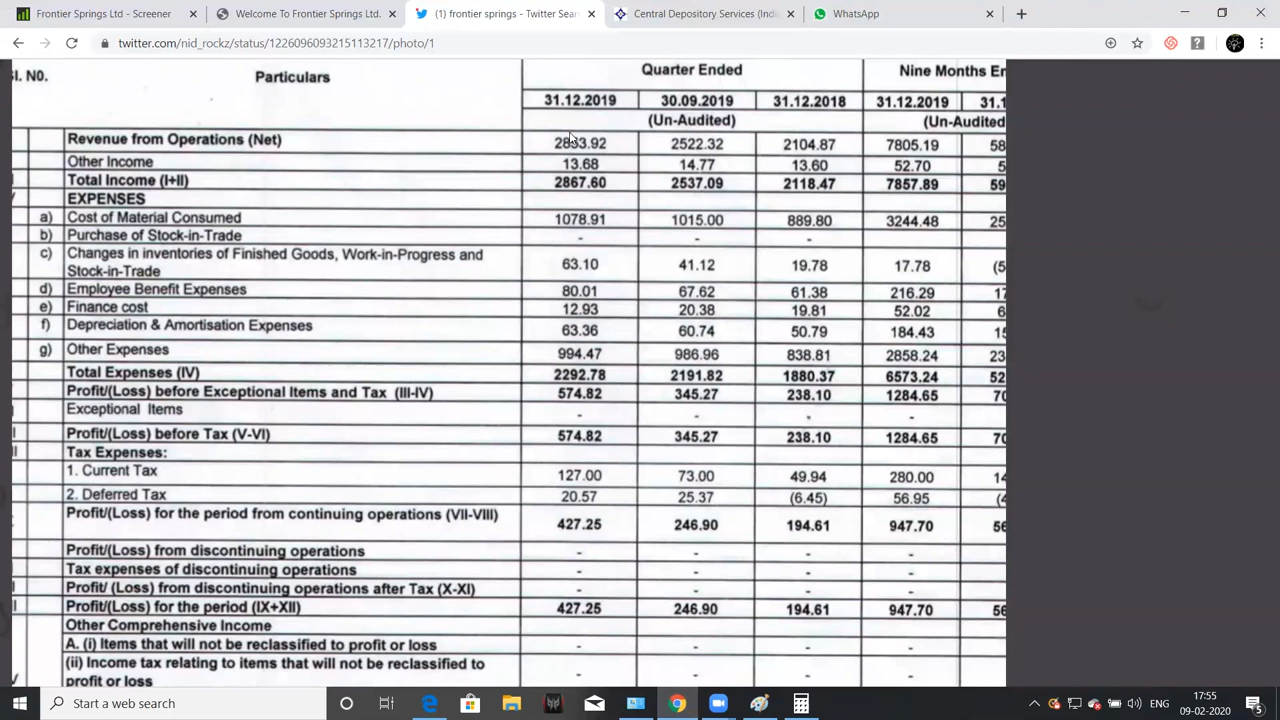 Frontier Springs Ltd - Screener
Welcome To Frontier Springs Ltd.
(1) frontier springs - Twitter Sear
Central Depository Services (Indi
WhatsApp
twitter.com/nid_rockz/status/1226096093215113217/photo/1
SI. N0. Particulars Quarter Ended Nine Months En
31.12.2019 30.09.2019 31.12.2018 31.12.2019 31.1
(Un-Audited) (Un-Audited
Revenue from Operations (Net) 2853.92 2522.32 2104.87 7805.19 58
Other Income 13.68 14.77 13.60 52.70 5
Total Income (I+II) 2867.60 2537.09 2118.47 7857.89 59
EXPENSES
a) Cost of Material Consumed 1078.91 1015.00 889.80 3244.48 25
b) Purchase of Stock-in-Trade - - -
c) Changes in inventories of Finished Goods, Work-in-Progress and
Stock-in-Trade 63.10 41.12 19.78 17.78 (5
d) Employee Benefit Expenses 80.01 67.62 61.38 216.29 17
e) Finance cost 12.93 20.38 19.81 52.02 6
f) Depreciation & Amortisation Expenses 63.36 60.74 50.79 184.43 15
g) Other Expenses 994.47 986.96 838.81 2858.24 23
Total Expenses (IV) 2292.78 2191.82 1880.37 6573.24 52
Profit/(Loss) before Exceptional Items and Tax (III-IV) 574.82 345.27 238.10 1284.65 70
Exceptional Items - - - -
Profit/(Loss) before Tax (V-VI) 574.82 345.27 238.10 1284.65 70
Tax Expenses:
1. Current Tax 127.00 73.00 49.94 280.00 14
2. Deferred Tax 20.57 25.37 (6.45) 56.95 (4
Profit/(Loss) for the period from continuing operations (VII-VIII) 427.25 246.90 194.61 947.70 56
Profit/(Loss) from discontinuing operations - - - -
Tax expenses of discontinuing operations - - - -
Profit/ (Loss) from discontinuing operations after Tax (X-XI) - - - -
Profit/(Loss) for the period (IX+XII) 427.25 246.90 194.61 947.70 56
Other Comprehensive Income
A. (i) Items that will not be reclassified to profit or loss - - - -
(ii) Income tax relating to items that will not be reclassified to
profit or loss - - - -
Start a web search
ENG
17:55
09-02-2020
5